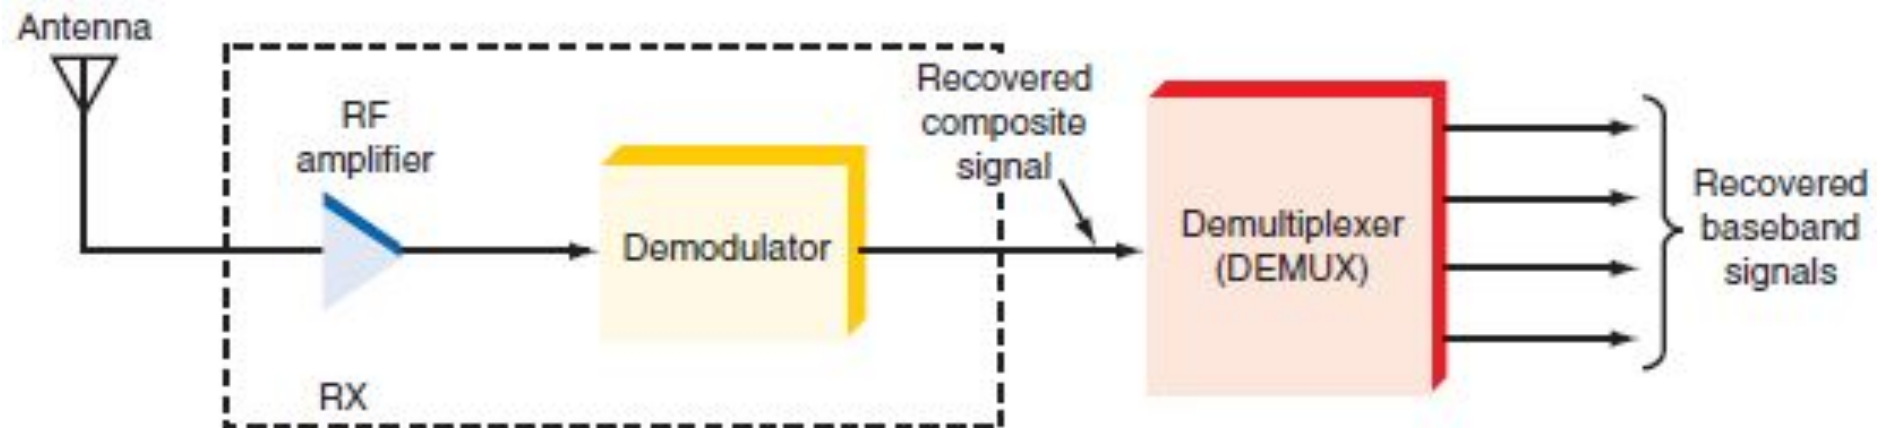 Antenna
RF
amplifier
RX
Demodulator
Recovered
composite
signal
Demultiplexer
(DEMUX)
Recovered
baseband
signals